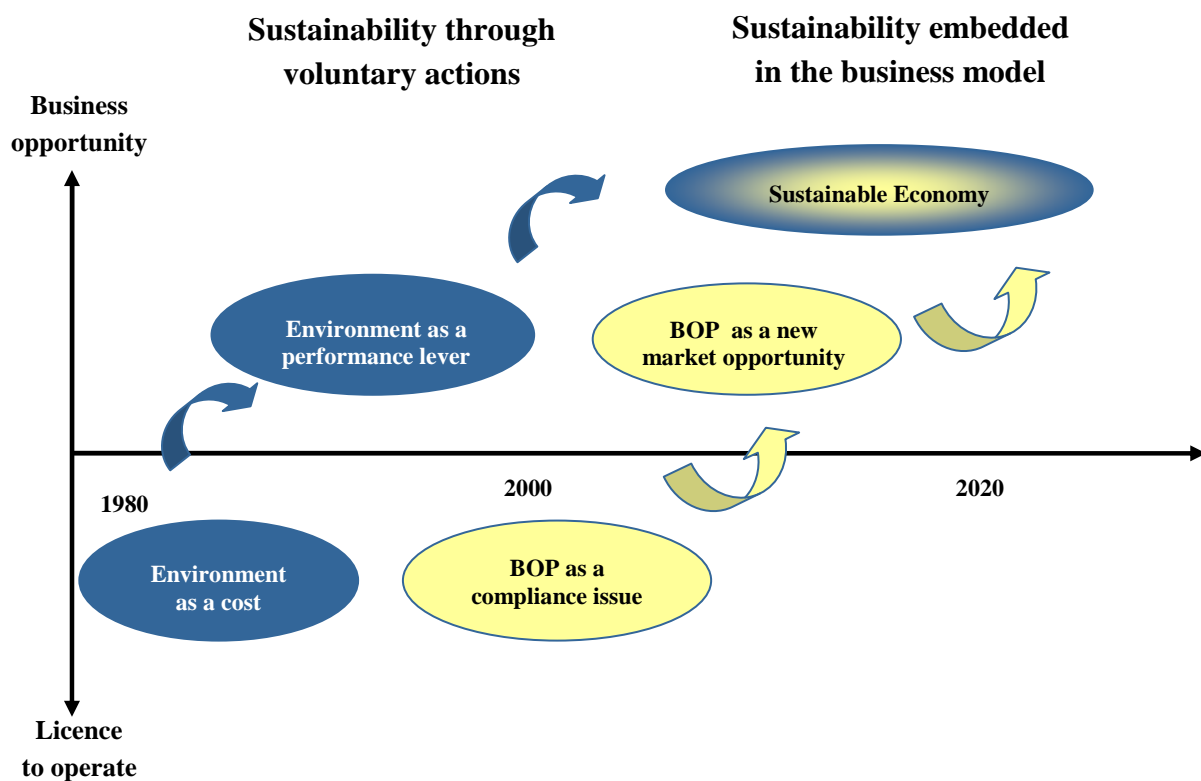 Sustainability through
voluntary actions
Sustainability embedded
in the business model
Business
opportunity
Sustainable Economy
Environment as a
performance lever
BOP as a new
market opportunity
1980
2000
2020
Environment
as a cost
BOP as a
compliance issue
Licence
to operate